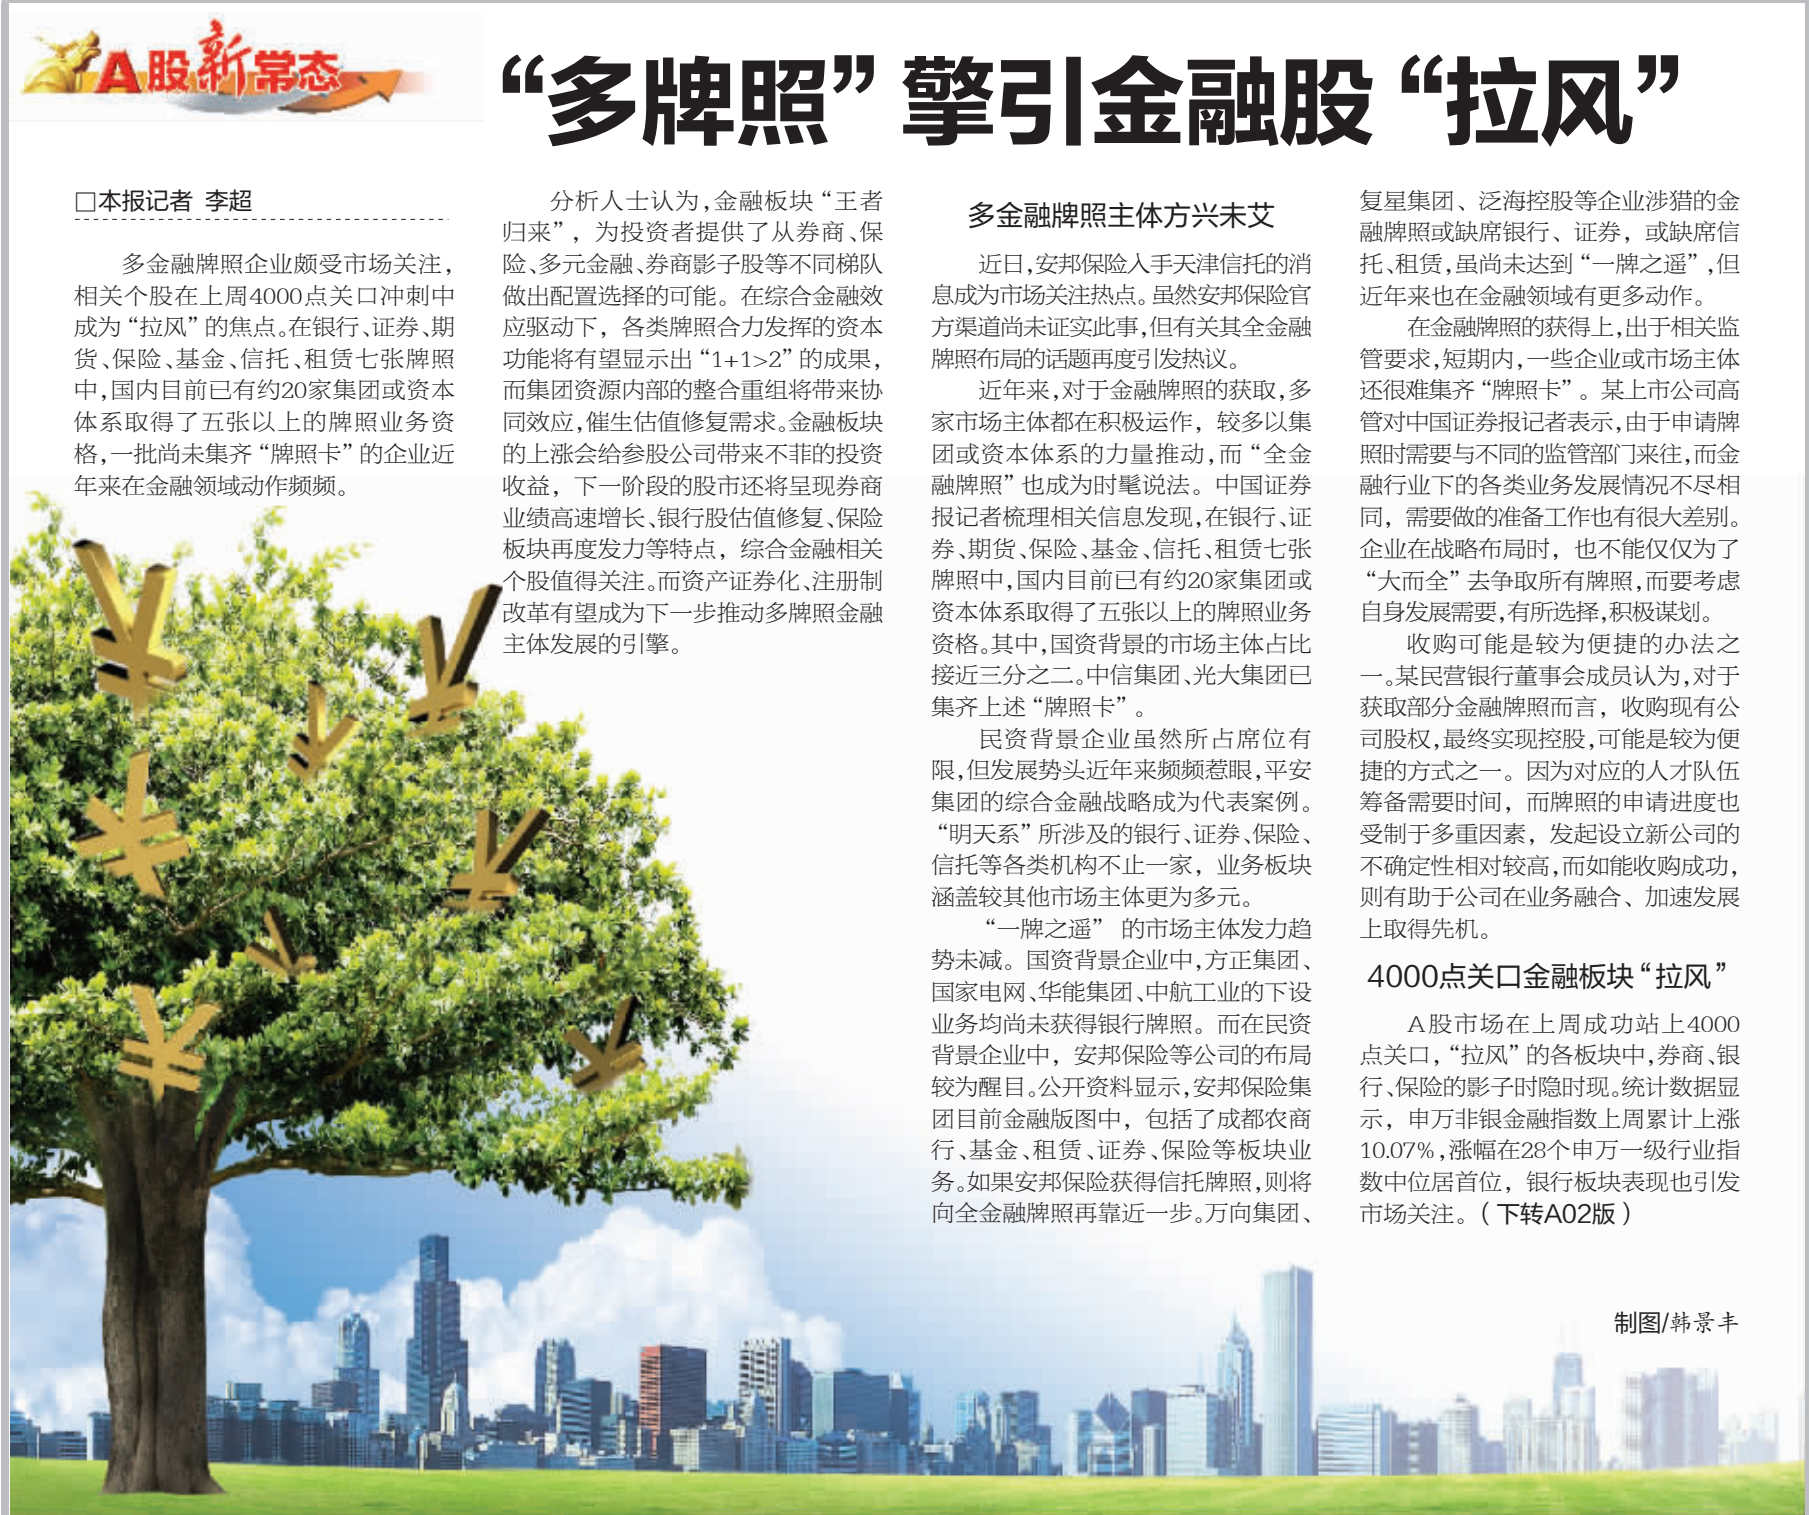 A股新常态
“多牌照”擎引金融股“拉风”
□本报记者 李超
多金融牌照企业颇受市场关注，
相关个股在上周4000点关口冲刺中
成为“拉风”的焦点。在银行、证券、期
货、保险、基金、信托、租赁七张牌照
中，国内目前已有约20家集团或资本
体系取得了五张以上的牌照业务资
格，一批尚未集齐“牌照卡”的企业近
年来在金融领域动作频频。
分析人士认为，金融板块“王者
归来”，为投资者提供了从券商、保
险、多元金融、券商影子股等不同梯队
做出配置选择的可能。在综合金融效
应驱动下，各类牌照合力发挥的资本
功能将有望显示出“1+1>2”的成果，
而集团资源内部的整合重组将带来协
同效应，催生估值修复需求。金融板块
的上涨会给参股公司带来不菲的投资
收益，下一阶段的股市还将呈现券商
业绩高速增长、银行股估值修复、保险
板块再度发力等特点，综合金融相关
个股值得关注。而资产证券化、注册制
改革有望成为下一步推动多牌照金融
主体发展的引擎。
多金融牌照主体方兴未艾
近日，安邦保险入手天津信托的消
息成为市场关注热点。虽然安邦保险官
方渠道尚未证实此事，但有关其全金融
牌照布局的话题再度引发热议。
近年来，对于金融牌照的获取，多
家市场主体都在积极运作，较多以集
团或资本体系的力量推动，而“全金
融牌照”也成为时髦说法。中国证券
报记者梳理相关信息发现，在银行、证
券、期货、保险、基金、信托、租赁七张
牌照中，国内目前已有约20家集团或
资本体系取得了五张以上的牌照业务
资格。其中，国资背景的市场主体占比
接近三分之二。中信集团、光大集团已
集齐上述“牌照卡”。
民资背景企业虽然所占席位有
限，但发展势头近年来频频惹眼，平安
集团的综合金融战略成为代表案例。
“明天系”所涉及的银行、证券、保险、
信托等各类机构不止一家，业务板块
涵盖较其他市场主体更为多元。
“一牌之遥”的市场主体发力趋
势未减。国资背景企业中，方正集团、
国家电网、华能集团、中航工业的下设
业务均尚未获得银行牌照。而在民资
背景企业中，安邦保险等公司的布局
较为醒目。公开资料显示，安邦保险集
团目前金融版图中，包括了成都农商
行、基金、租赁、证券、保险等板块业
务。如果安邦保险获得信托牌照，则将
向全金融牌照再靠近一步。万向集团、
复星集团、泛海控股等企业涉猎的金
融牌照或缺席银行、证券，或缺席信
托、租赁，虽尚未达到“一牌之遥”，但
近年来也在金融领域有更多动作。
在金融牌照的获得上，出于相关监
管要求，短期内，一些企业或市场主体
还很难集齐“牌照卡”。某上市公司高
管对中国证券报记者表示，由于申请牌
照时需要与不同的监管部门来往，而金
融行业下的各类业务发展情况不尽相
同，需要做的准备工作也有很大差别。
企业在战略布局时，也不能仅仅为了
“大而全”去争取所有牌照，而要考虑
自身发展需要，有所选择，积极谋划。
收购可能是较为便捷的办法之
一。某民营银行董事会成员认为，对于
获取部分金融牌照而言，收购现有公
司股权，最终实现控股，可能是较为便
捷的方式之一。因为对应的人才队伍
筹备需要时间，而牌照的申请进度也
受制于多重因素，发起设立新公司的
不确定性相对较高，而如能收购成功，
则有助于公司在业务融合、加速发展
上取得先机。
4000点关口金融板块“拉风”
A股市场在上周成功站上4000
点关口，“拉风”的各板块中，券商、银
行、保险的影子时隐时现。统计数据显
示，申万非银金融指数上周累计上涨
10.07%，涨幅在28个申万一级行业指
数中位居首位，银行板块表现也引发
市场关注。（下转A02版）
制图/韩景丰